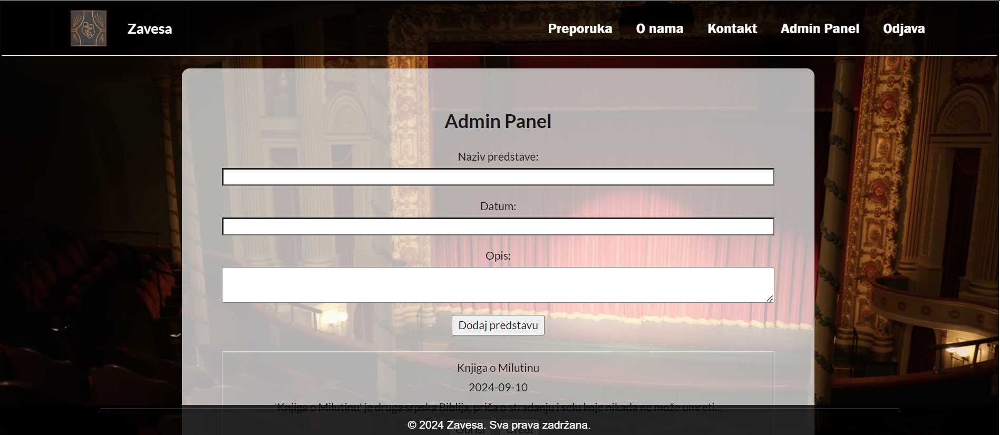 Zavesa
Preporuka
O nama
Kontakt
Admin Panel
Odjava
Admin Panel
Naziv predstave:
Datum:
Opis:
Dodaj predstavu
Knjiga o Milutinu
2024-09-10
'Knjiga o Milutinu' je druga srpska Biblija, priča o stradanju i selu koje nikada ne može umreti...
Obriši Uredi
© 2024 Zavesa. Sva prava zadržana.